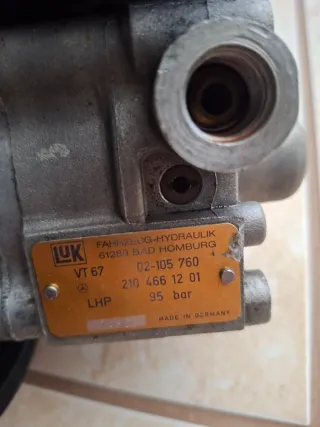 LuK
FAHRZEUG-HYDRAULIK
61289 BAD HOMBURG
VT 67 02-105 760
210 466 12 01
LHP 95 bar
MADE IN GERMANY